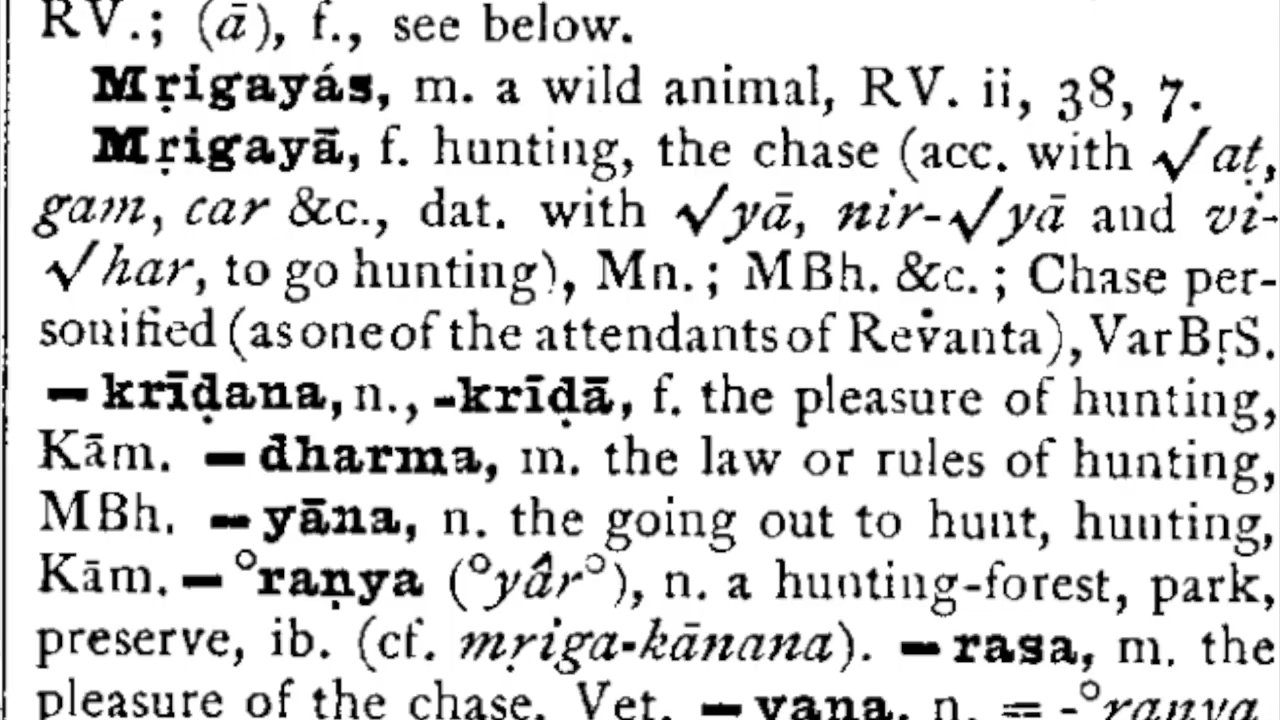 RV.; (ā), f., see below.
Mṛigayás, m. a wild animal, RV. ii, 38, 7.
Mṛigayā, f. hunting, the chase (acc. with √aṭ,
gam, car &c., dat. with √yā, nir-√yā and vi-
√har, to go hunting), Mn.; MBh. &c.; Chase per-
sonified (as one of the attendants of Revanta), VarBṛS.
– krīḍana, n., -krīḍā, f. the pleasure of hunting,
Kām. – dharma, m. the law or rules of hunting,
MBh. – yāna, n. the going out to hunt, hunting,
Kām. – °raṇya (°yâr°), n. a hunting-forest, park,
preserve, ib. (cf. mṛiga-kānana). – rasa, m. the
pleasure of the chase, Vet. – vana, n. = -°raṇya